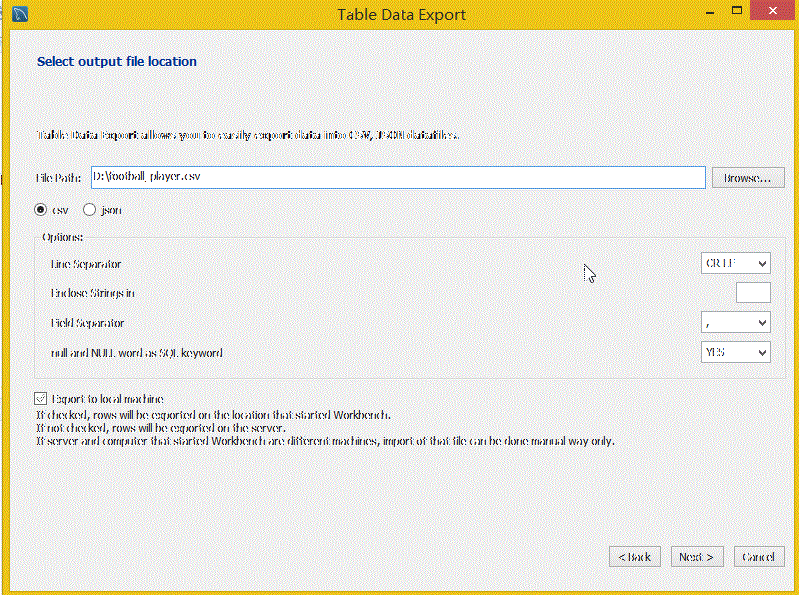 Table Data Export
Select output file location
Table Data Export allows you to easily export data into CSV, JSON datafiles.
File Path: D:\football_player.csv Browse...
csv json
Options:
Line Separator CR LF
Enclose Strings in
Field Separator ,
null and NULL word as SQL keyword YES
Export to local machine
If checked, rows will be exported on the location that started Workbench.
If not checked, rows will be exported on the server.
If server and computer that started Workbench are different machines, import of that file can be done manual way only.
< Back Next > Cancel